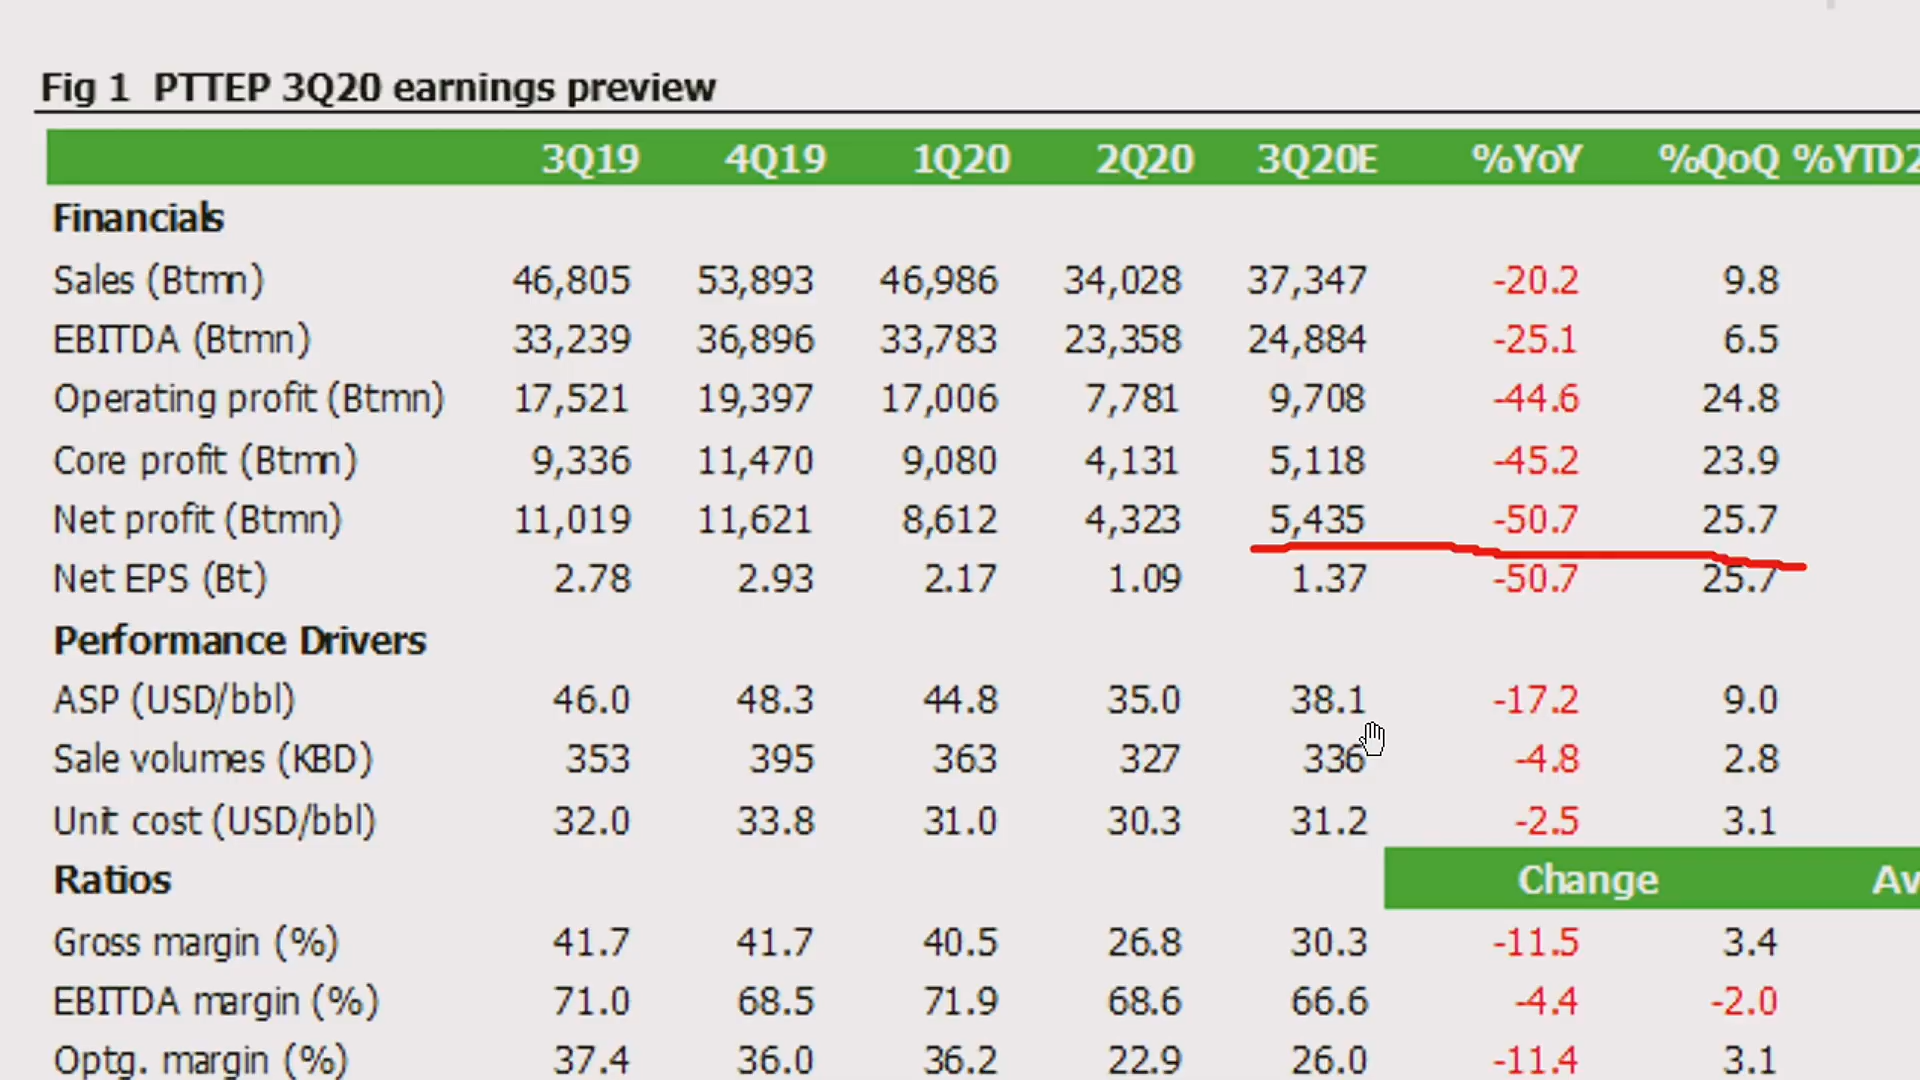 Fig 1 PTTEP 3Q20 earnings preview
3Q19 4Q19 1Q20 2Q20 3Q20E %YoY %QoQ %YTD2
Financials
Sales (Btmn) 46,805 53,893 46,986 34,028 37,347 -20.2 9.8
EBITDA (Btmn) 33,239 36,896 33,783 23,358 24,884 -25.1 6.5
Operating profit (Btmn) 17,521 19,397 17,006 7,781 9,708 -44.6 24.8
Core profit (Btmn) 9,336 11,470 9,080 4,131 5,118 -45.2 23.9
Net profit (Btmn) 11,019 11,621 8,612 4,323 5,435 -50.7 25.7
Net EPS (Bt) 2.78 2.93 2.17 1.09 1.37 -50.7 25.7
Performance Drivers
ASP (USD/bbl) 46.0 48.3 44.8 35.0 38.1 -17.2 9.0
Sale volumes (KBD) 353 395 363 327 336 -4.8 2.8
Unit cost (USD/bbl) 32.0 33.8 31.0 30.3 31.2 -2.5 3.1
Ratios Change Av
Gross margin (%) 41.7 41.7 40.5 26.8 30.3 -11.5 3.4
EBITDA margin (%) 71.0 68.5 71.9 68.6 66.6 -4.4 -2.0
Optg. margin (%) 37.4 36.0 36.2 22.9 26.0 -11.4 3.1